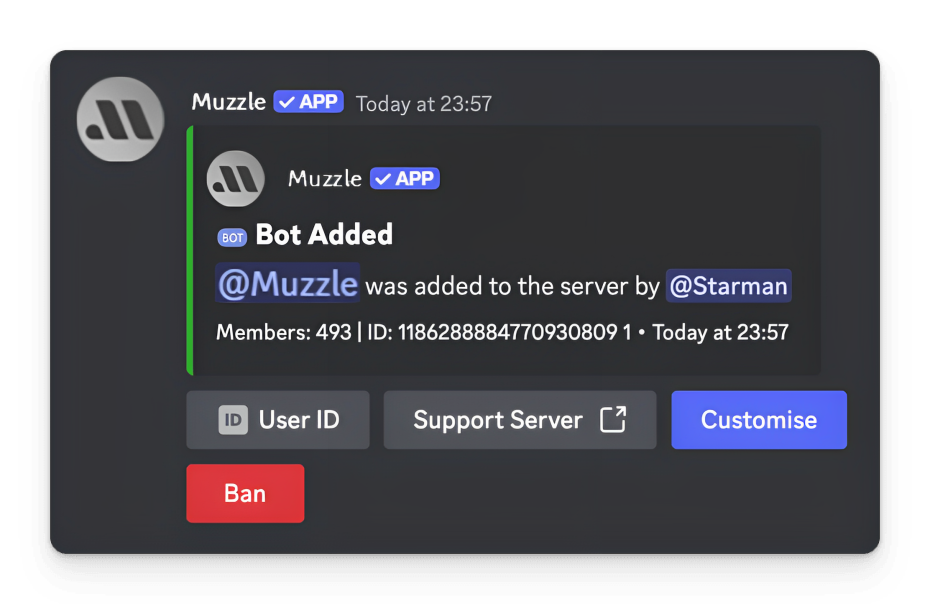 Muzzle ✓ APP Today at 23:57
Muzzle ✓ APP
BOT Bot Added
@Muzzle was added to the server by @Starman
Members: 493 | ID: 1186288884770930809 1 • Today at 23:57
ID User ID Support Server Customise
Ban